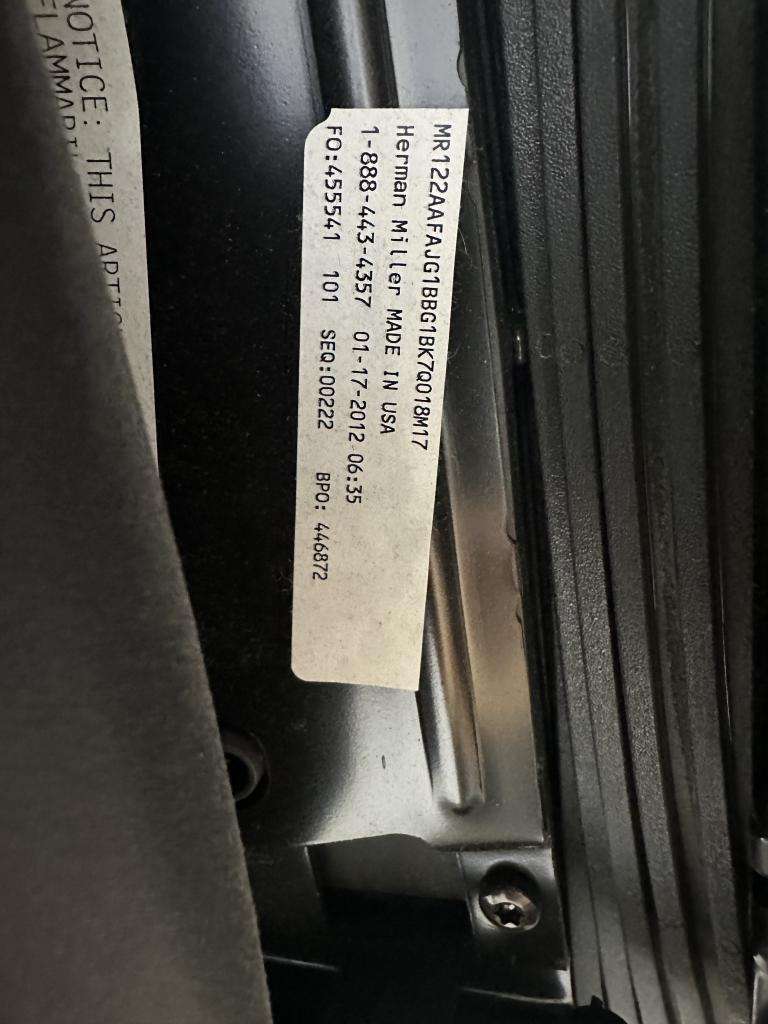 NOTICE: THIS
MR122AAFAJG1BBG1BK7Q018M17
Herman Miller MADE IN USA
1-888-443-4357 01-17-2012 06:35
FO:455541 101 SEQ:00222 BPO: 446872